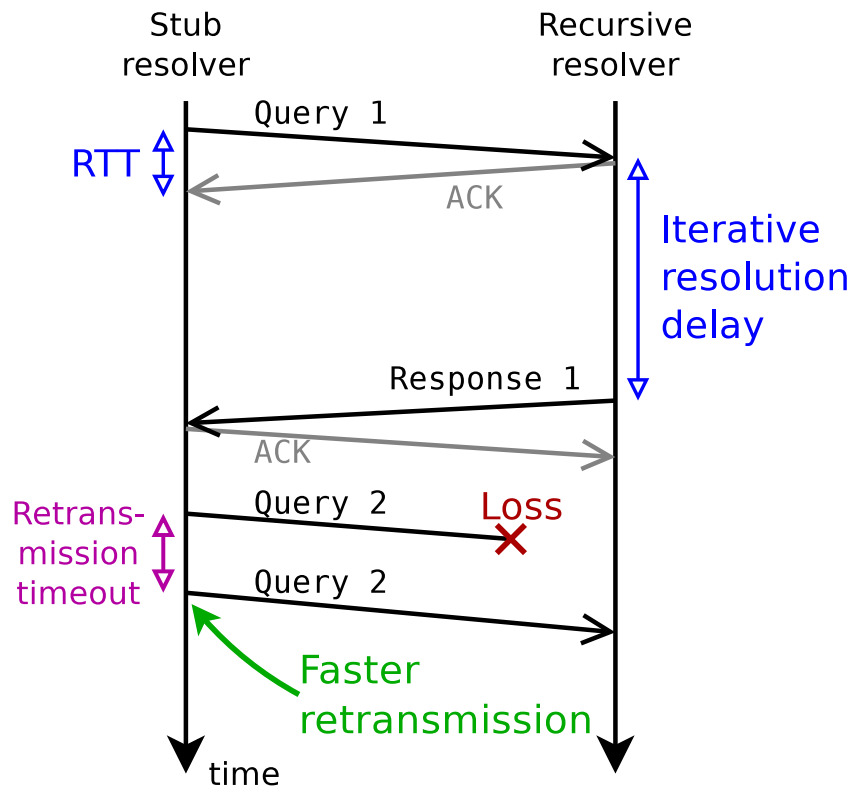 Stub
resolver
Recursive
resolver
Query 1
RTT
ACK
Iterative
resolution
delay
Response 1
ACK
Query 2
Loss
Retrans-
mission
timeout
Query 2
Faster
retransmission
time